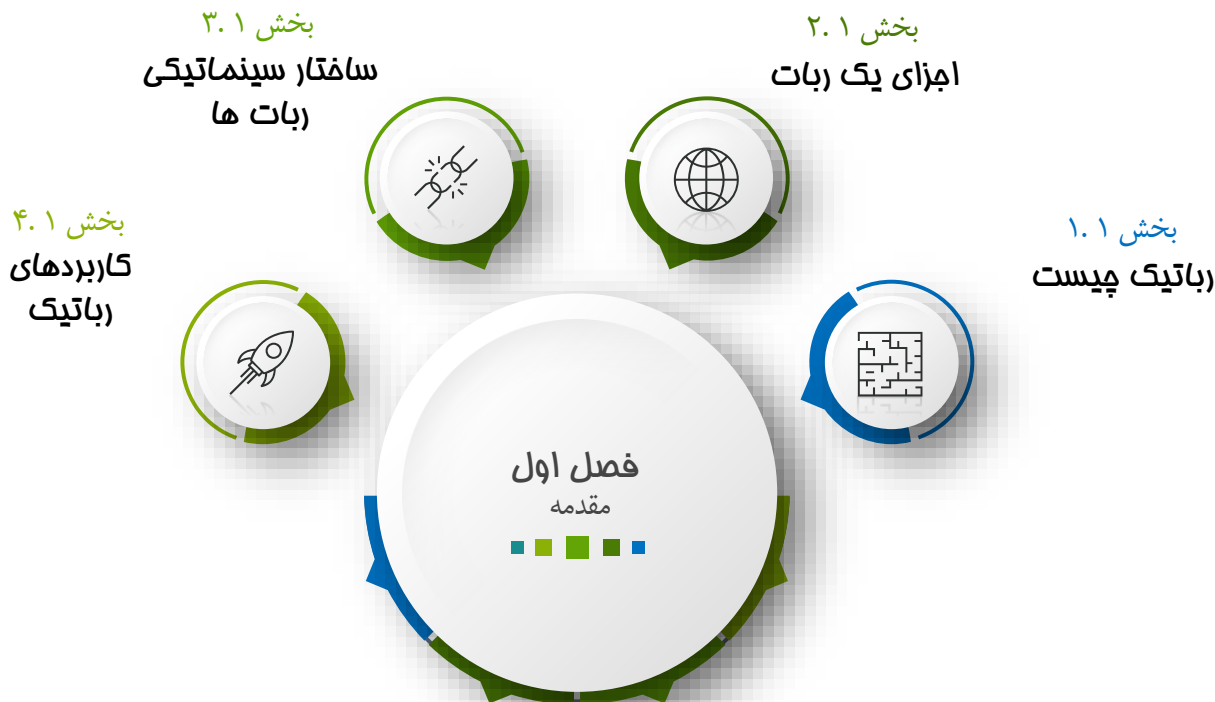 بخش ۱ .۱
رباتیک چیست
بخش ۱ .۲
اجزای یک ربات
بخش ۱ .۳
ساختار سینماتیکی
ربات ها
بخش ۱ .۴
کاربردهای
رباتیک
فصل اول
مقدمه